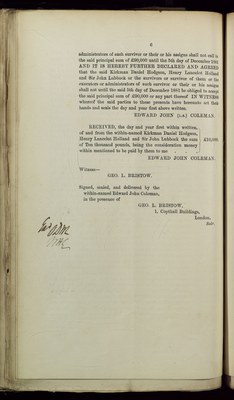 6
administrators of such survivor or their or his assigns shall not call in
the said principal sum of £90,000 until the 5th day of December 1881
AND IT IS HEREBY FURTHER DECLARED AND AGREED
that the said Kirkman Daniel Hodgson, Henry Lancelot Holland
and Sir John Lubbock or the survivors or survivor of them or the
executors or administrators of such survivor or their or his assigns
shall not until the said 5th day of December 1881 be obliged to accept
the said principal sum of £90,000 or any part thereof IN WITNESS
whereof the said parties to these presents have hereunto set their
hands and seals the day and year first above written.
EDWARD JOHN (LS) COLEMAN.
RECEIVED, the day and year first within written,
of and from the within-named Kirkman Daniel Hodgson,
Henry Lancelot Holland and Sir John Lubbock the sum
of Ten thousand pounds, being the consideration money
within mentioned to be paid by them to me
£10,000
EDWARD JOHN COLEMAN.
Witness—
GEO. L. BRISTOW.
Signed, sealed, and delivered by the
within-named Edward John Coleman,
in the presence of
GEO. L. BRISTOW,
1, Copthall Buildings,
London,
Solr.